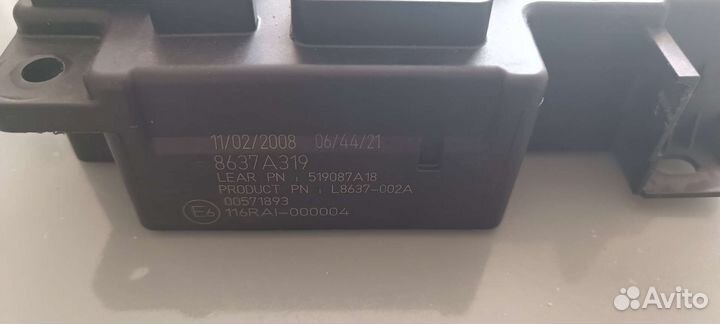 11/02/2008 06/44/21
8637A319
LEAR PN : 519087A18
PRODUCT PN : L8637-002A
00571893
E6 116RAI-000004
Avito